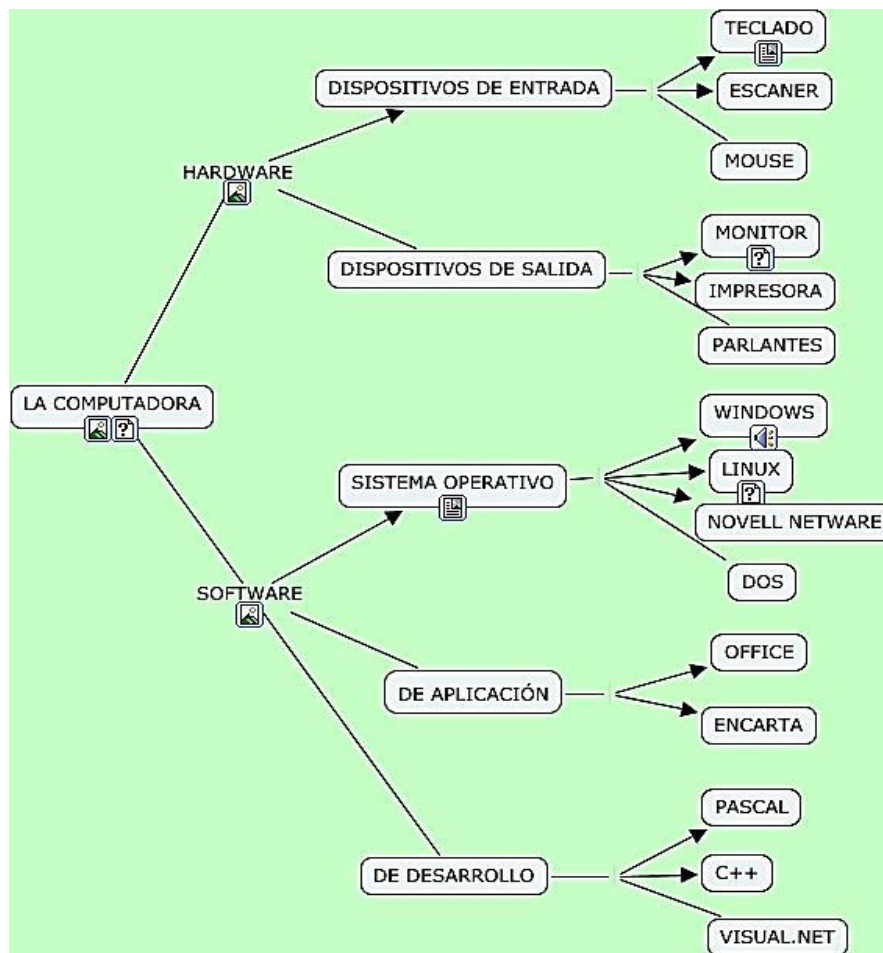 TECLADO
DISPOSITIVOS DE ENTRADA
ESCANER
MOUSE
HARDWARE
MONITOR
DISPOSITIVOS DE SALIDA
IMPRESORA
PARLANTES
LA COMPUTADORA
WINDOWS
SISTEMA OPERATIVO
LINUX
NOVELL NETWARE
DOS
SOFTWARE
OFFICE
DE APLICACIÓN
ENCARTA
PASCAL
DE DESARROLLO
C++
VISUAL.NET